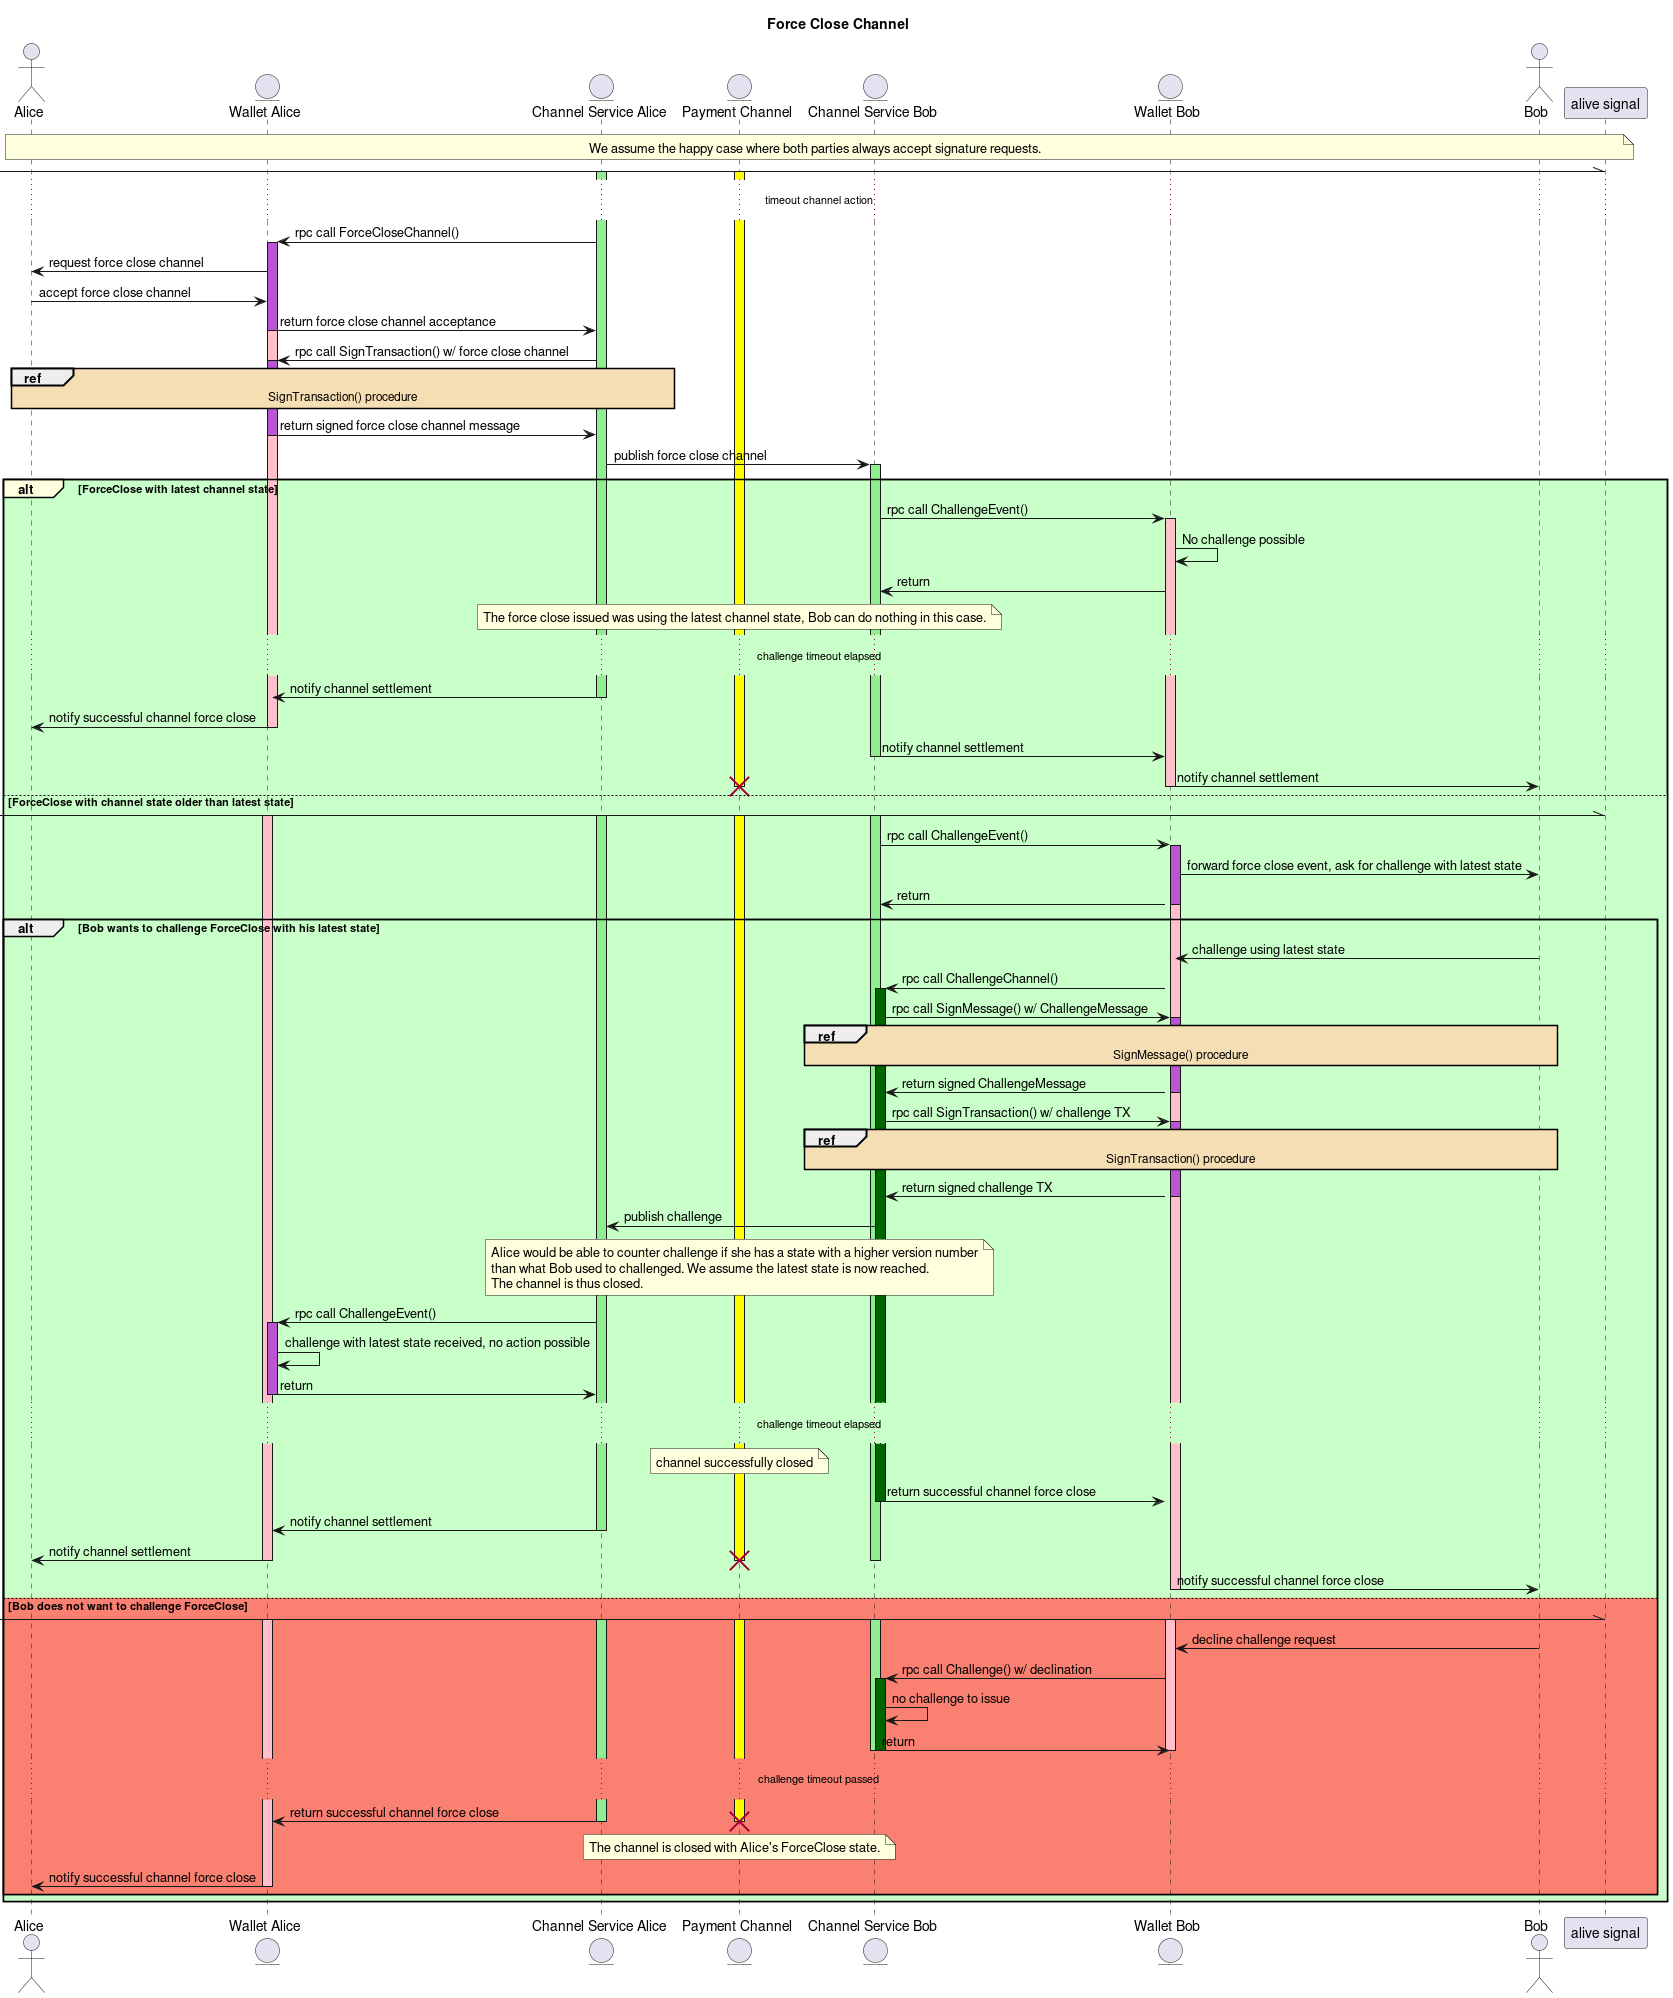 Force Close Channel
Alice
Wallet Alice
Channel Service Alice
Payment Channel
Channel Service Bob
Wallet Bob
Bob
alive signal
We assume the happy case where both parties always accept signature requests.
timeout channel action
rpc call ForceCloseChannel()
request force close channel
accept force close channel
return force close channel acceptance
rpc call SignTransaction() w/ force close channel
ref
SignTransaction() procedure
return signed force close channel message
publish force close channel
alt
[ForceClose with latest channel state]
rpc call ChallengeEvent()
No challenge possible
return
The force close issued was using the latest channel state, Bob can do nothing in this case.
challenge timeout elapsed
notify channel settlement
notify successful channel force close
notify channel settlement
notify channel settlement
[ForceClose with channel state older than latest state]
rpc call ChallengeEvent()
forward force close event, ask for challenge with latest state
return
alt
[Bob wants to challenge ForceClose with his latest state]
challenge using latest state
rpc call ChallengeChannel()
rpc call SignMessage() w/ ChallengeMessage
ref
SignMessage() procedure
return signed ChallengeMessage
rpc call SignTransaction() w/ challenge TX
ref
SignTransaction() procedure
return signed challenge TX
publish challenge
Alice would be able to counter challenge if she has a state with a higher version number
than what Bob used to challenged. We assume the latest state is now reached.
The channel is thus closed.
rpc call ChallengeEvent()
challenge with latest state received, no action possible
return
challenge timeout elapsed
channel successfully closed
return successful channel force close
notify channel settlement
notify channel settlement
notify successful channel force close
[Bob does not want to challenge ForceClose]
decline challenge request
rpc call Challenge() w/ declination
no challenge to issue
return
challenge timeout passed
return successful channel force close
The channel is closed with Alice's ForceClose state.
notify successful channel force close
Alice
Wallet Alice
Channel Service Alice
Payment Channel
Channel Service Bob
Wallet Bob
Bob
alive signal